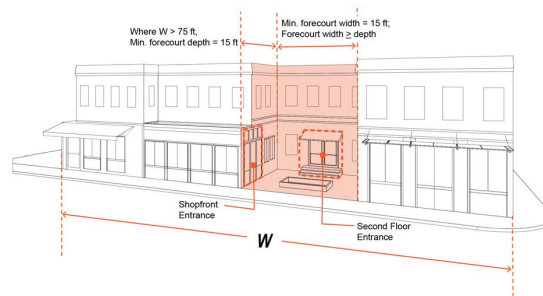 Where W > 75 ft,
Min. forecourt depth = 15 ft
Min. forecourt width = 15 ft;
Forecourt width ≥ depth
Shopfront
Entrance
Second Floor
Entrance
W